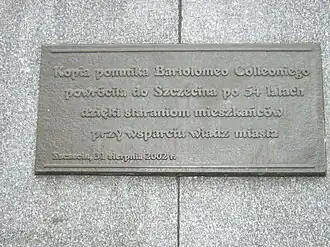 Kopia pomnika Bartolomeo Colleoniego
powróciła do Szczecina po 54 latach
dzięki staraniom mieszkańców
przy wsparciu władz miasta
Szczecin, 31 sierpnia 2002 r.